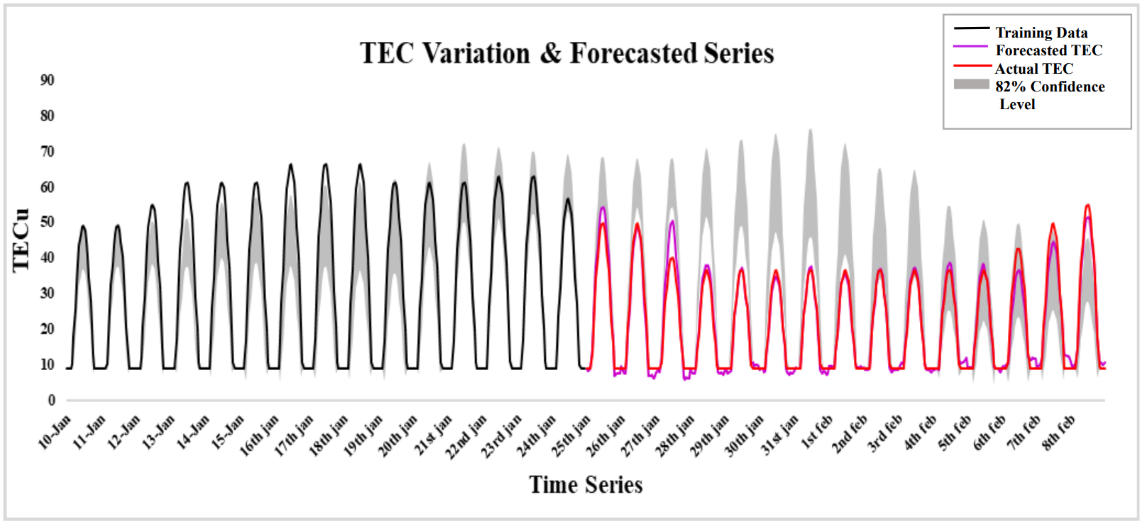 TEC Variation & Forecasted Series
Training Data
Forecasted TEC
Actual TEC
82% Confidence
Level
90
80
70
60
50
40
30
20
10
0
TECu
10-Jan
11-Jan
12-Jan
13-Jan
14-Jan
15-Jan
16th jan
17th jan
18th jan
19th jan
20th jan
21st jan
22nd jan
23rd jan
24th jan
25th jan
26th jan
27th jan
28th jan
29th jan
30th jan
31st jan
1st feb
2nd feb
3rd feb
4th feb
5th feb
6th feb
7th feb
8th feb
Time Series